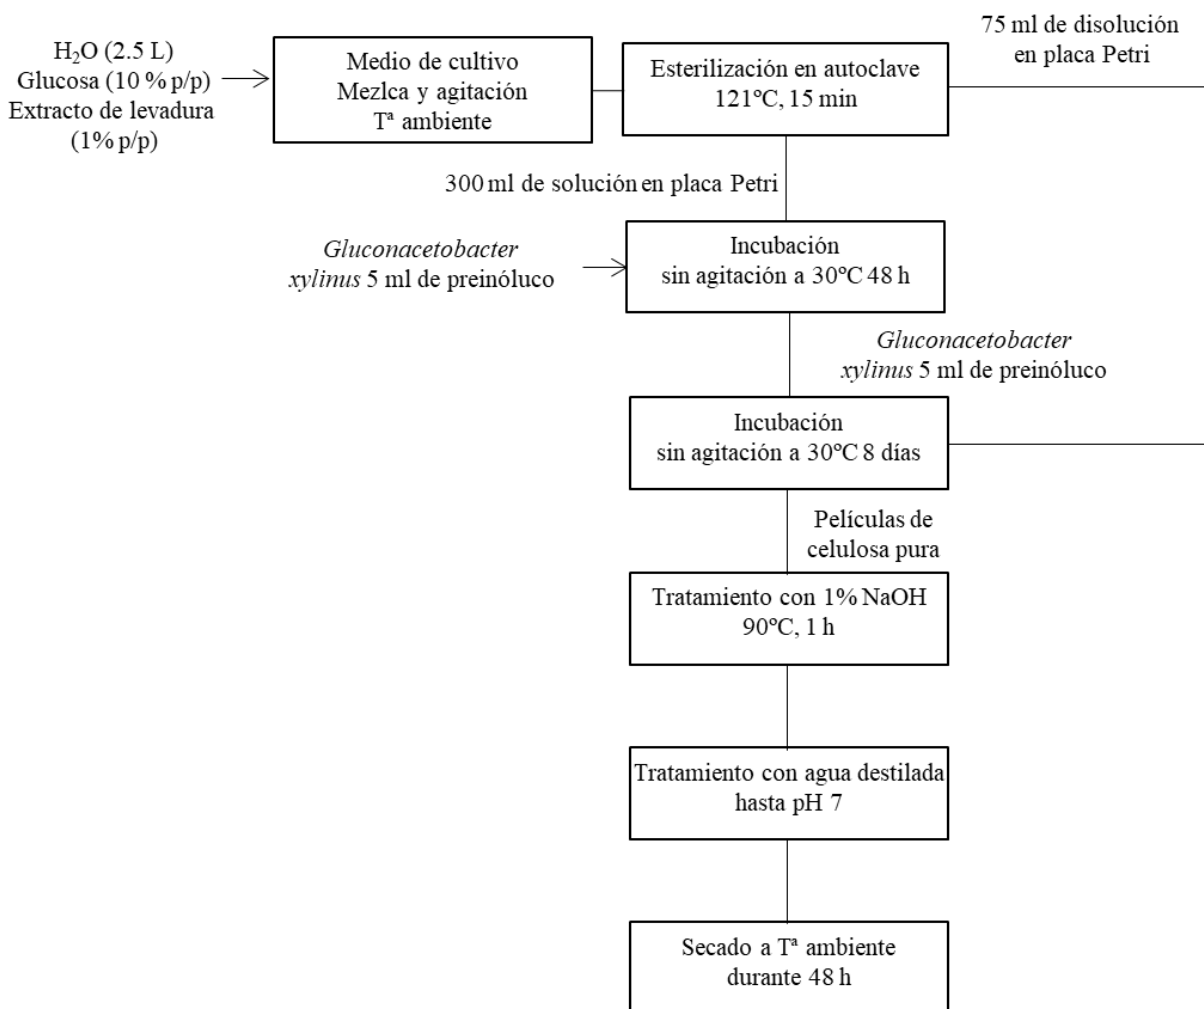 H₂O (2.5 L)
Glucosa (10 % p/p)
Extracto de levadura
(1% p/p)
Medio de cultivo
Mezlca y agitación
Tª ambiente
Esterilización en autoclave
121ºC, 15 min
75 ml de disolución
en placa Petri
300 ml de solución en placa Petri
Gluconacetobacter
xylinus 5 ml de preinóluco
Incubación
sin agitación a 30ºC 48 h
Gluconacetobacter
xylinus 5 ml de preinóluco
Incubación
sin agitación a 30ºC 8 días
Películas de
celulosa pura
Tratamiento con 1% NaOH
90ºC, 1 h
Tratamiento con agua destilada
hasta pH 7
Secado a Tª ambiente
durante 48 h